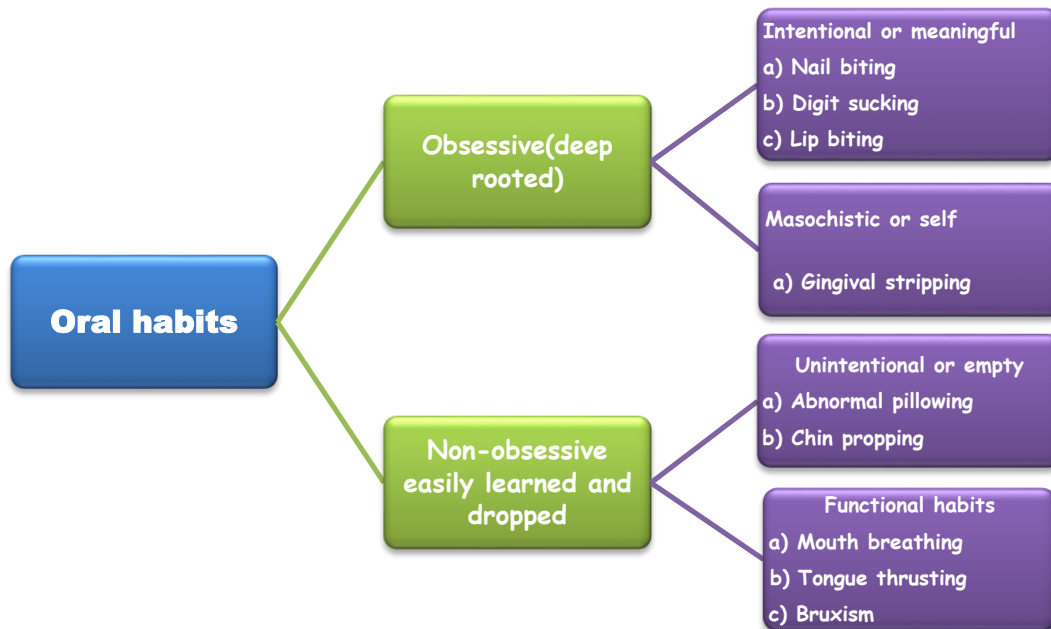 Oral habits
Obsessive(deep
rooted)
Intentional or meaningful
a) Nail biting
b) Digit sucking
c) Lip biting
Masochistic or self
a) Gingival stripping
Non-obsessive
easily learned and
dropped
Unintentional or empty
a) Abnormal pillowing
b) Chin propping
Functional habits
a) Mouth breathing
b) Tongue thrusting
c) Bruxism